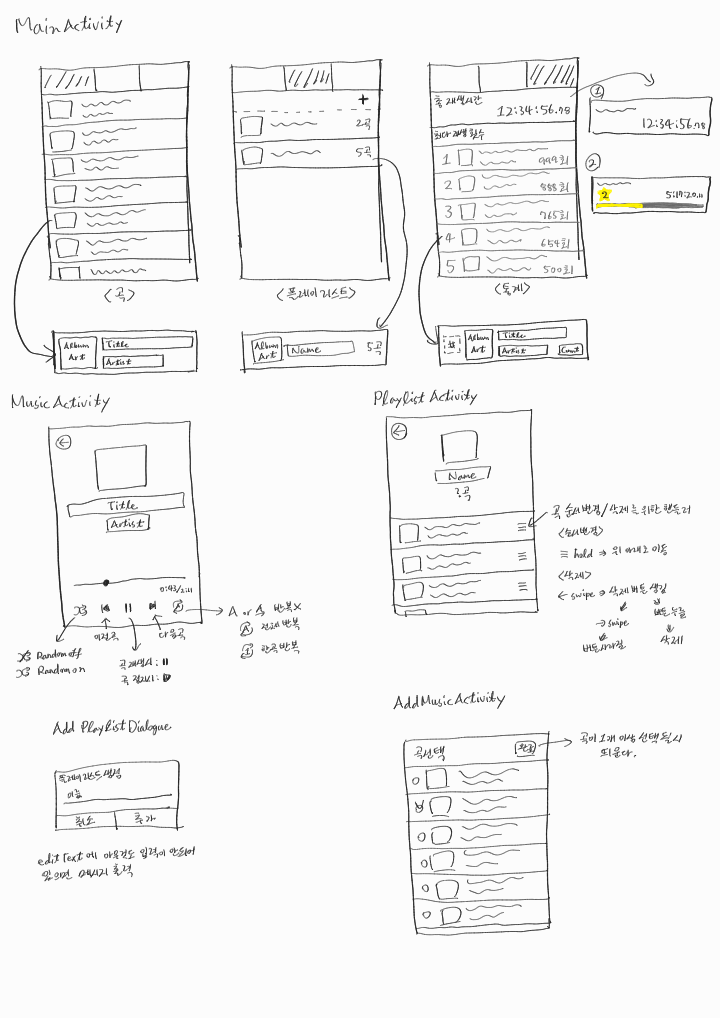 Main Activity
+
2곡
5곡
총 재생시간
12:34:56.78
최다 재생 횟수
1 999회
2 888회
3 765회
4 654회
5 500회
①
12:34:56.78
②
2 5:17:20.11
<곡>
<플레이리스트>
<통계>
Album Art
Title
Artist
Album Art
Name
5곡
#
Album Art
Title
Artist
Count
Music Activity
←
Title
Artist
0:43/2:11
A or 반복 X
A 전체 반복
1 한곡 반복
이전곡
다음곡
Random off
Random on
곡 재생시 :
곡 정지시 :
Playlist Activity
←
Name
?곡
곡 순서변경/삭제를 위한 핸들러
<순서변경>
≡ hold ⇒ 위 아래로 이동
<삭제>
← swipe ⇒ 삭제 버튼 생김
→ swipe
버튼 누름
버튼 사라짐
삭제
Add Playlist Dialogue
플레이리스트 생성
이름
취소
추가
edit Text에 아무것도 입력이 안되어
있으면 메시지 출력
Add Music Activity
곡선택
완료
곡이 1개 이상 선택 될시
띄운다.